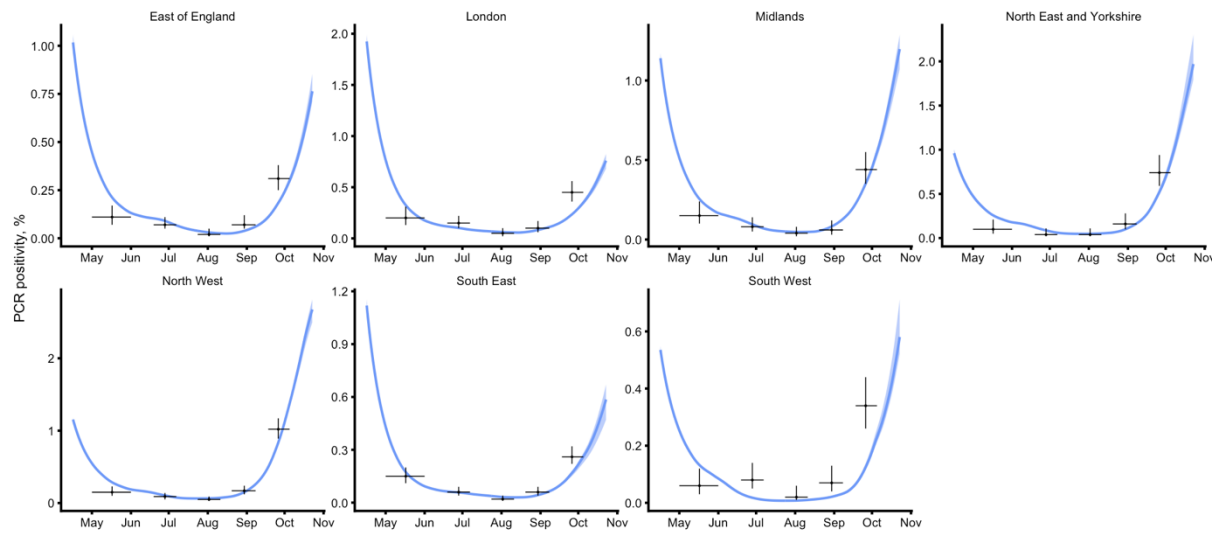 East of England
London
Midlands
North East and Yorkshire
PCR positivity, %
1.00
0.75
0.50
0.25
0.00
May Jun Jul Aug Sep Oct Nov
2.0
1.5
1.0
0.5
0.0
May Jun Jul Aug Sep Oct Nov
1.0
0.5
0.0
May Jun Jul Aug Sep Oct Nov
2.0
1.5
1.0
0.5
0.0
May Jun Jul Aug Sep Oct Nov
North West
South East
South West
2
1
0
May Jun Jul Aug Sep Oct Nov
1.2
0.9
0.6
0.3
0.0
May Jun Jul Aug Sep Oct Nov
0.6
0.4
0.2
0.0
May Jun Jul Aug Sep Oct Nov